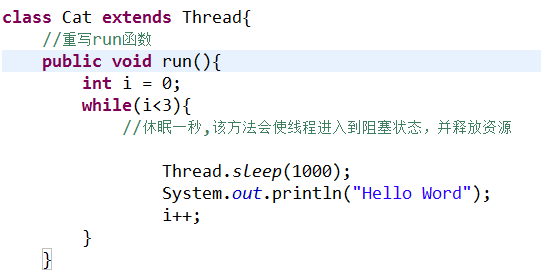 class Cat extends Thread{
//重写run函数
public void run(){
int i = 0;
while(i<3){
//休眠一秒,该方法会使线程进入到阻塞状态，并释放资源
Thread.sleep(1000);
System.out.println("Hello Word");
i++;
}
}